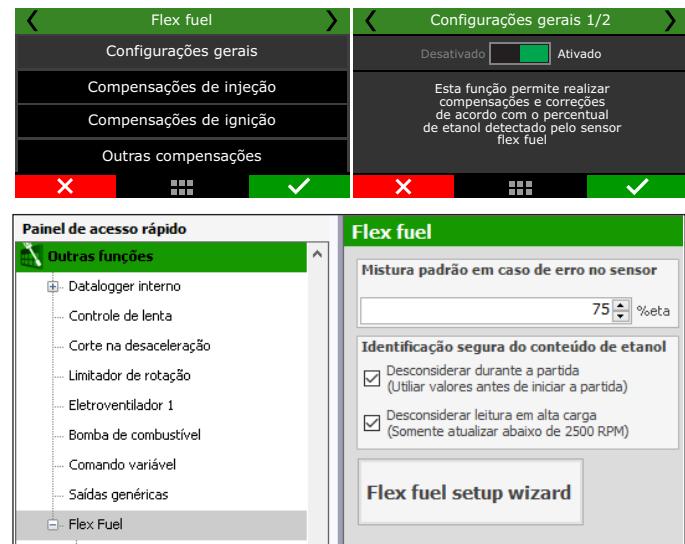 Flex fuel
Configurações gerais
Compensações de injeção
Compensações de ignição
Outras compensações
Configurações gerais 1/2
Desativado
Ativado
Esta função permite realizar
compensações e correções
de acordo com o percentual
de etanol detectado pelo sensor
flex fuel
Painel de acesso rápido
Outras funções
Datalogger interno
Controle de lenta
Corte na desaceleração
Limitador de rotação
Eletroventilador 1
Bomba de combustível
Comando variável
Saídas genéricas
Flex Fuel
Flex fuel
Mistura padrão em caso de erro no sensor
75 %eta
Identificação segura do conteúdo de etanol
Desconsiderar durante a partida
(Utiliar valores antes de iniciar a partida)
Desconsiderar leitura em alta carga
(Somente atualizar abaixo de 2500 RPM)
Flex fuel setup wizard